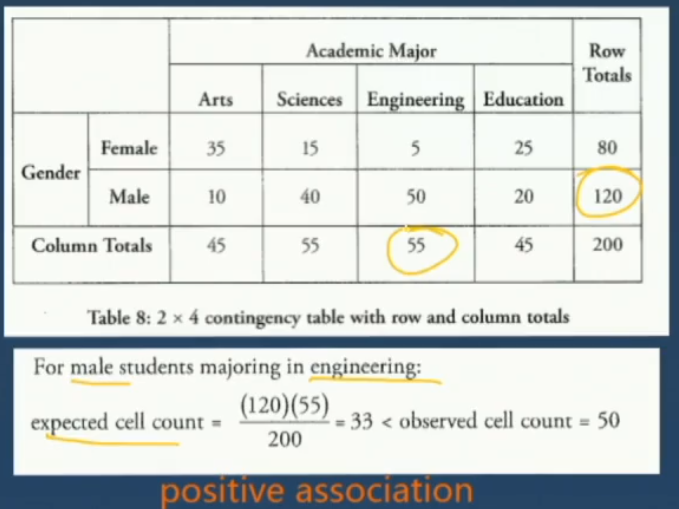 Academic Major Row Totals
Arts Sciences Engineering Education
Gender Female 35 15 5 25 80
Male 10 40 50 20 120
Column Totals 45 55 55 45 200
Table 8: 2 × 4 contingency table with row and column totals
For male students majoring in engineering:
expected cell count = (120)(55) / 200 = 33 < observed cell count = 50
positive association